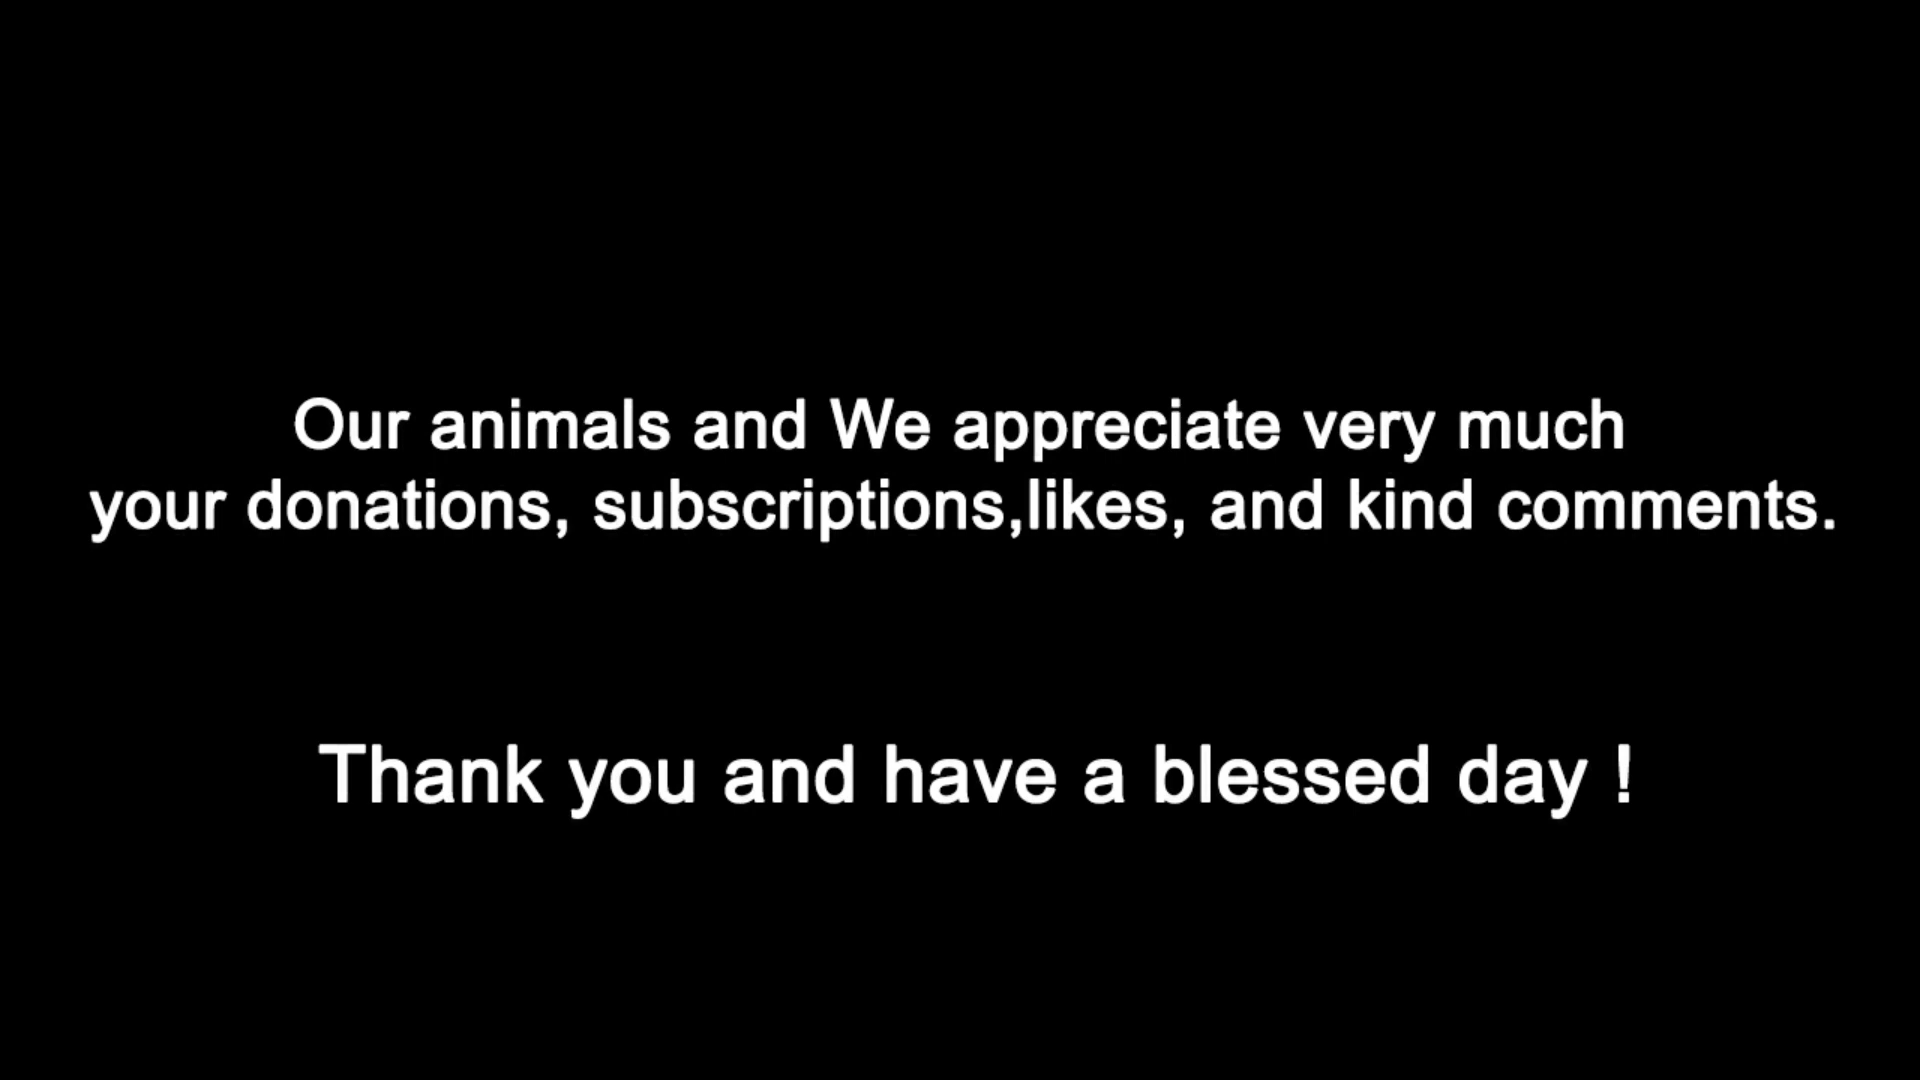 Our animals and We appreciate very much
your donations, subscriptions,likes, and kind comments.
Thank you and have a blessed day !